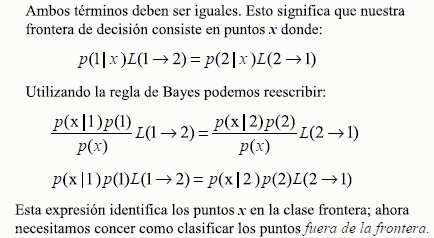 Ambos términos deben ser iguales. Esto significa que nuestra
frontera de decisión consiste en puntos x donde:
p(1|x)L(1→2) = p(2|x)L(2→1)
Utilizando la regla de Bayes podemos reescribir:
p(x|1)p(1)/p(x) L(1→2) = p(x|2)p(2)/p(x) L(2→1)
p(x|1)p(1)L(1→2) = p(x|2)p(2)L(2→1)
Esta expresión identifica los puntos x en la clase frontera; ahora
necesitamos concer como clasificar los puntos fuera de la frontera.